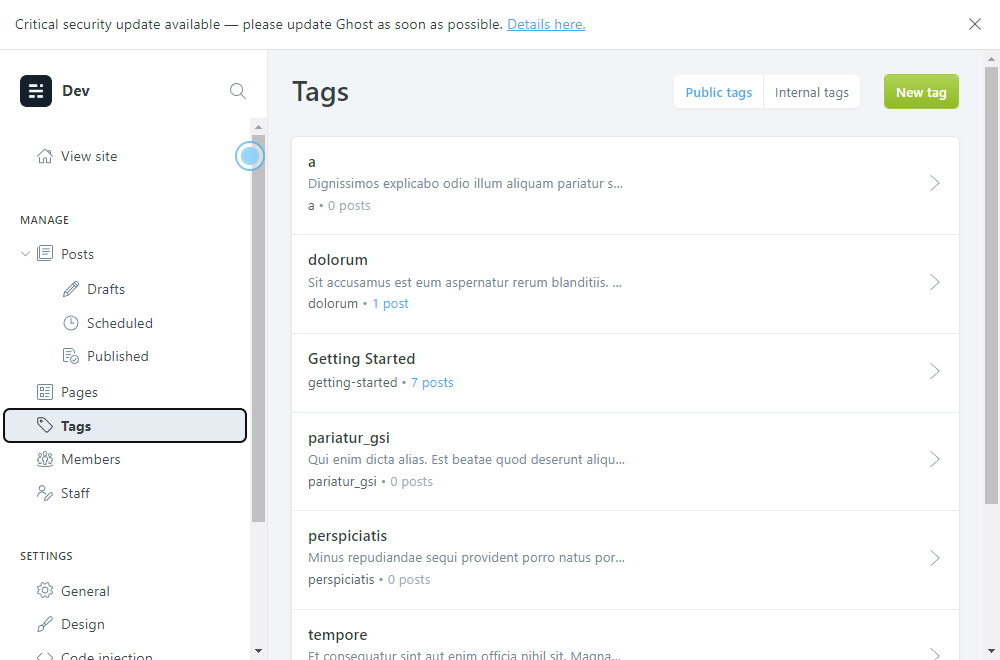 Critical security update available — please update Ghost as soon as possible. Details here.
Dev
View site
MANAGE
Posts
Drafts
Scheduled
Published
Pages
Tags
Members
Staff
SETTINGS
General
Design
Code injection
Tags
Public tags
Internal tags
New tag
a
Dignissimos explicabo odio illum aliquam pariatur s...
a • 0 posts
dolorum
Sit accusamus est eum aspernatur rerum blanditiis. ...
dolorum • 1 post
Getting Started
getting-started • 7 posts
pariatur_gsi
Qui enim dicta alias. Est beatae quod deserunt aliqu...
pariatur_gsi • 0 posts
perspiciatis
Minus repudiandae sequi provident porro natus por...
perspiciatis • 0 posts
tempore
Et consequatur sint aut enim officia nihil sit. Magna...